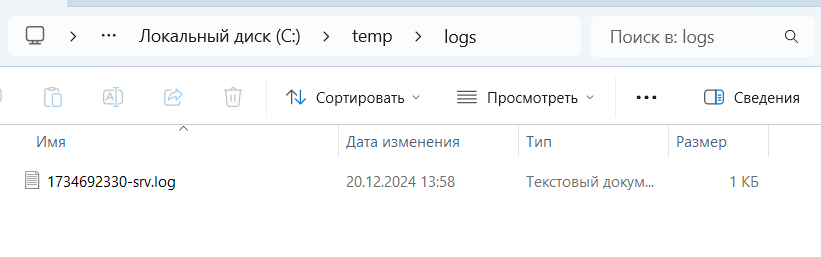 … Локальный диск (C:) temp logs Поиск в: logs
Сортировать Просмотреть ••• Сведения
Имя Дата изменения Тип Размер
1734692330-srv.log 20.12.2024 13:58 Текстовый докум... 1 КБ